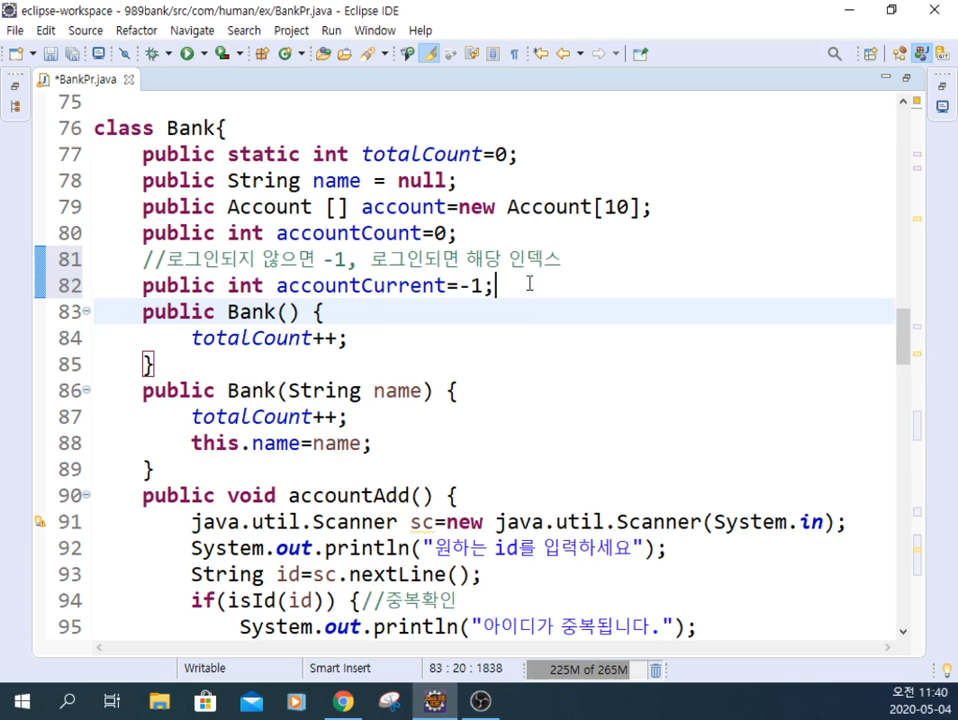 eclipse-workspace - 989bank/src/com/human/ex/BankPr.java - Eclipse IDE
File Edit Source Refactor Navigate Search Project Run Window Help
*BankPr.java
75
76 class Bank{
77 public static int totalCount=0;
78 public String name = null;
79 public Account [] account=new Account[10];
80 public int accountCount=0;
81 //로그인되지 않으면 -1, 로그인되면 해당 인덱스
82 public int accountCurrent=-1;
83 public Bank() {
84 totalCount++;
85 }
86 public Bank(String name) {
87 totalCount++;
88 this.name=name;
89 }
90 public void accountAdd() {
91 java.util.Scanner sc=new java.util.Scanner(System.in);
92 System.out.println("원하는 id를 입력하세요");
93 String id=sc.nextLine();
94 if(isId(id)) {//중복확인
95 System.out.println("아이디가 중복됩니다.");
Writable Smart Insert 83 : 20 : 1838 225M of 265M
오전 11:40
2020-05-04